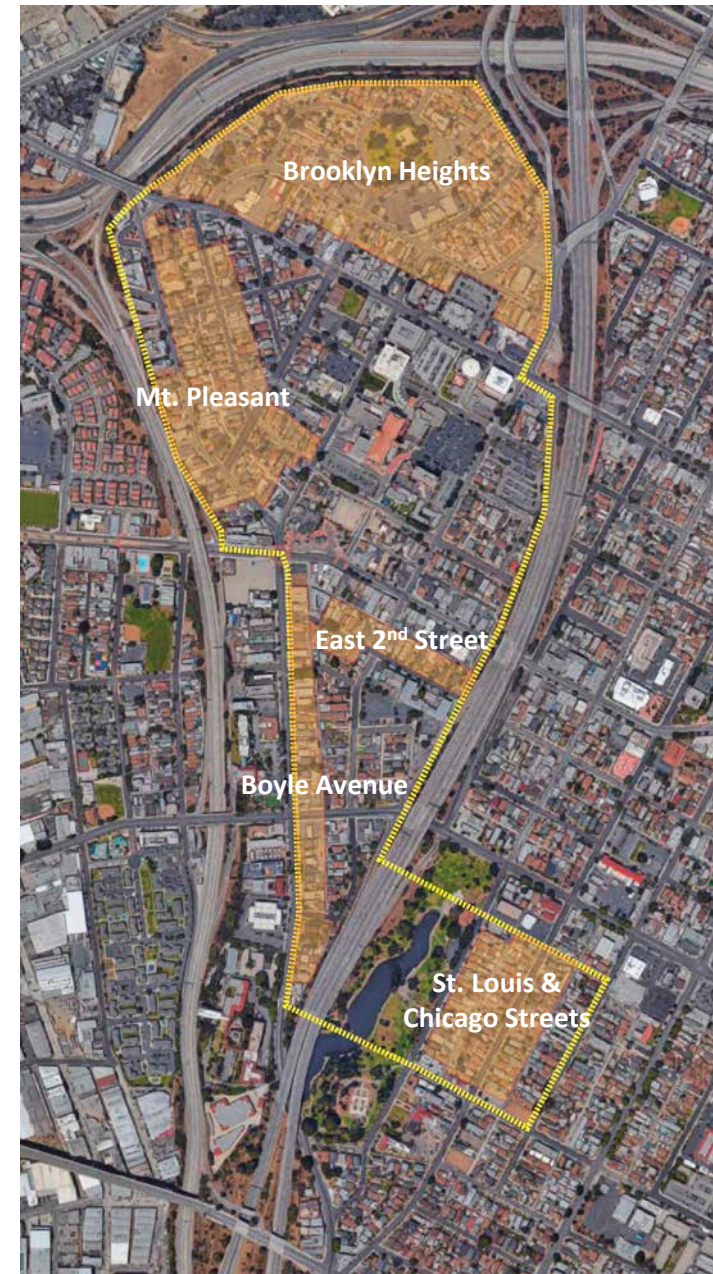 Brooklyn Heights
Mt. Pleasant
East 2nd Street
Boyle Avenue
St. Louis &
Chicago Streets